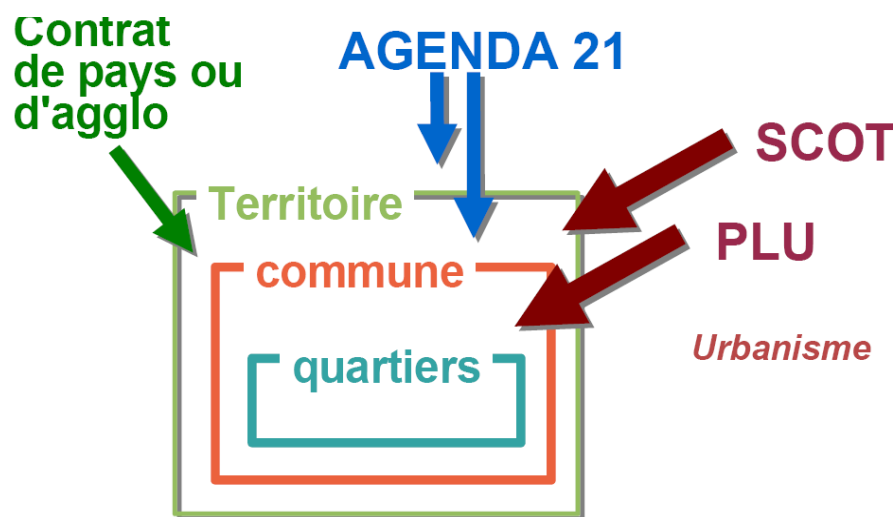 Contrat
de pays ou
d'agglo
AGENDA 21
SCOT
Territoire
PLU
commune
Urbanisme
quartiers